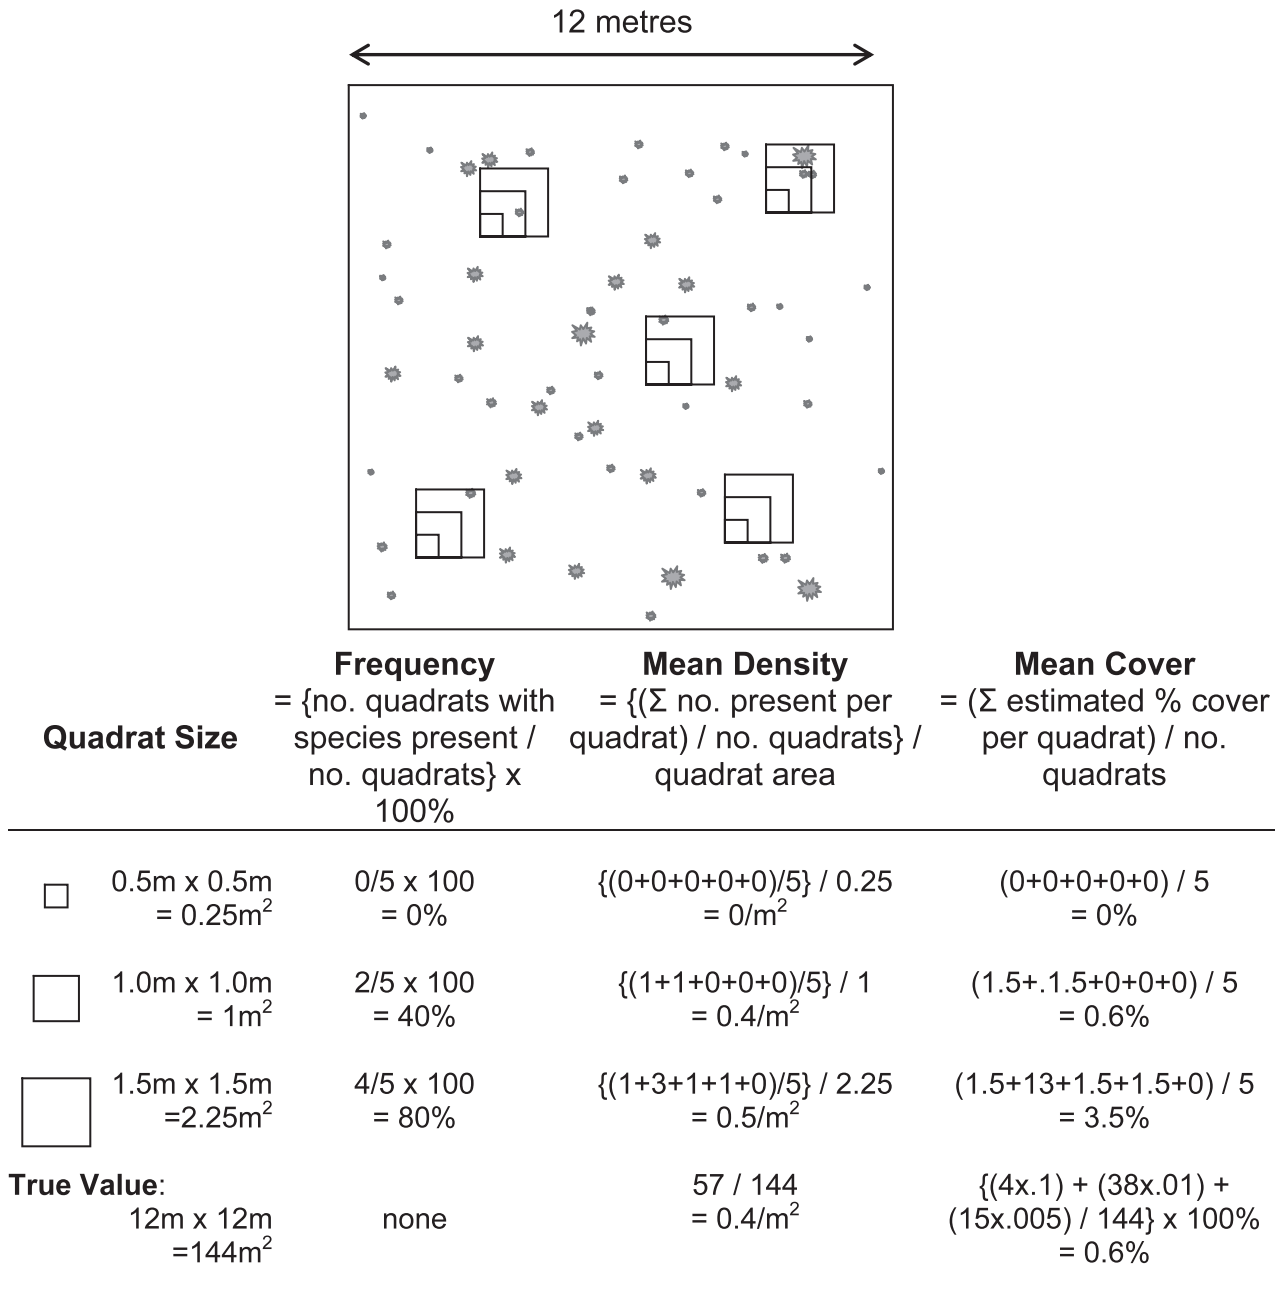 12 metres
Frequency
= {no. quadrats with
species present /
no. quadrats} x
100%
Mean Density
= {(Σ no. present per
quadrat) / no. quadrats} /
quadrat area
Mean Cover
= (Σ estimated % cover
per quadrat) / no.
quadrats
Quadrat Size
0.5m x 0.5m
= 0.25m²
0/5 x 100
= 0%
{(0+0+0+0+0)/5} / 0.25
= 0/m²
(0+0+0+0+0) / 5
= 0%
1.0m x 1.0m
= 1m²
2/5 x 100
= 40%
{(1+1+0+0+0)/5} / 1
= 0.4/m²
(1.5+.1.5+0+0+0) / 5
= 0.6%
1.5m x 1.5m
=2.25m²
4/5 x 100
= 80%
{(1+3+1+1+0)/5} / 2.25
= 0.5/m²
(1.5+13+1.5+1.5+0) / 5
= 3.5%
True Value:
12m x 12m
=144m²
none
57 / 144
= 0.4/m²
{(4x.1) + (38x.01) +
(15x.005) / 144} x 100%
= 0.6%